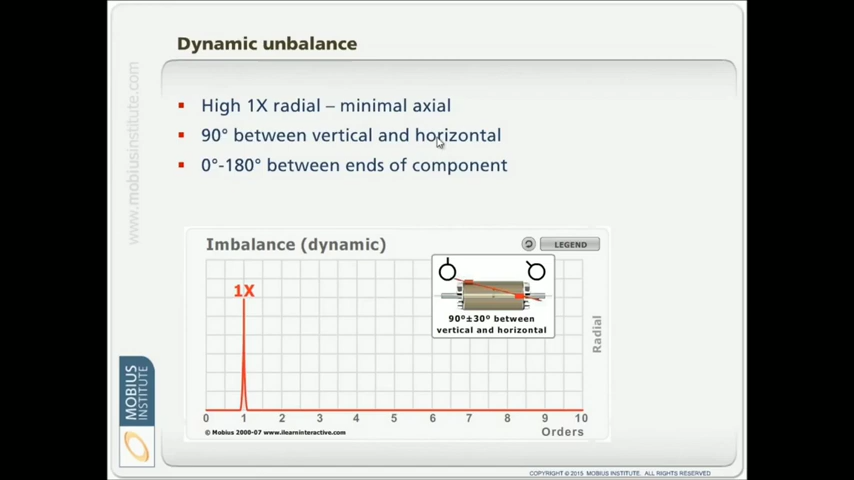 Dynamic unbalance
www.mobiusinstitute.com
▪ High 1X radial – minimal axial
▪ 90° between vertical and horizontal
▪ 0°-180° between ends of component
Imbalance (dynamic)
LEGEND
1X
90º±30º between
vertical and horizontal
Radial
0 1 2 3 4 5 6 7 8 9 10
© Mobius 2000-07 www.ilearninteractive.com
Orders
MOBIUS
INSTITUTE
COPYRIGHT © 2015 MOBIUS INSTITUTE. ALL RIGHTS RESERVED